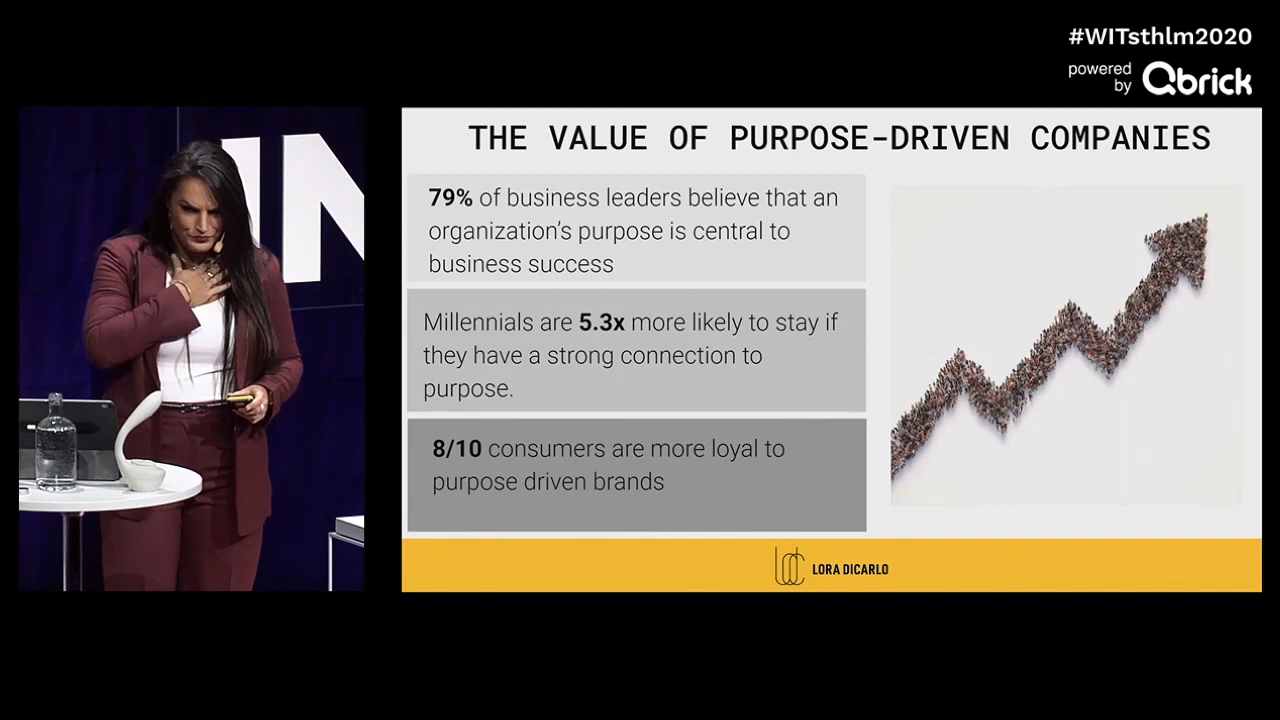 #WITsthlm2020
powered
by Qbrick
IN
THE VALUE OF PURPOSE-DRIVEN COMPANIES
79% of business leaders believe that an
organization's purpose is central to
business success
Millennials are 5.3x more likely to stay if
they have a strong connection to
purpose.
8/10 consumers are more loyal to
purpose driven brands
LORA DICARLO